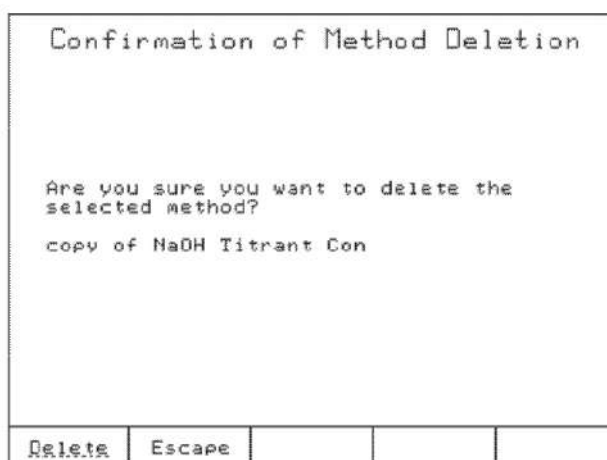 Confirmation of Method Deletion
Are you sure you want to delete the
selected method?
copy of NaOH Titrant Con
Delete
Escape